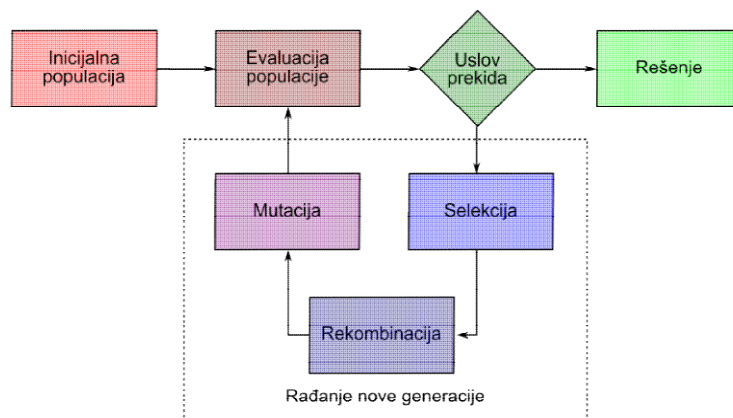 Inicijalna
populacija
Evaluacija
populacije
Uslov
prekida
Rešenje
Mutacija
Selekcija
Rekombinacija
Rađanje nove generacije